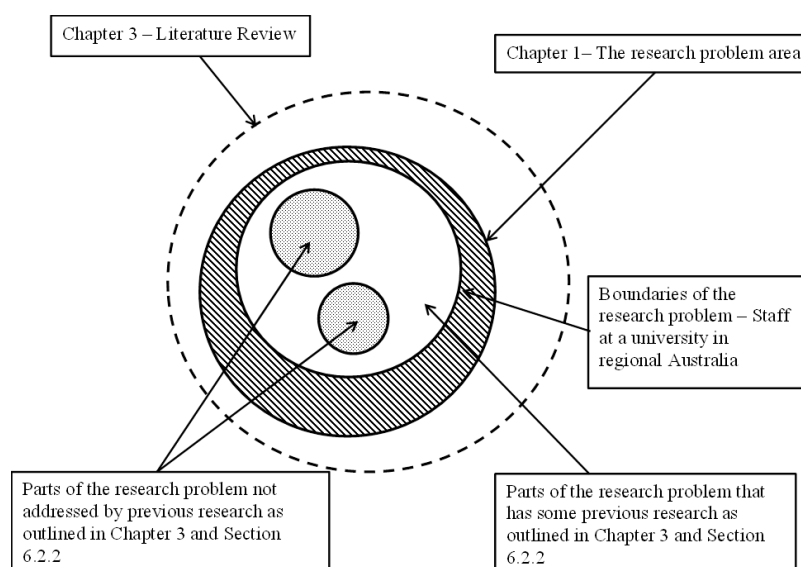 Chapter 3 – Literature Review
Chapter 1– The research problem area
Boundaries of the
research problem – Staff
at a university in
regional Australia
Parts of the research problem not
addressed by previous research as
outlined in Chapter 3 and Section
6.2.2
Parts of the research problem that
has some previous research as
outlined in Chapter 3 and Section
6.2.2